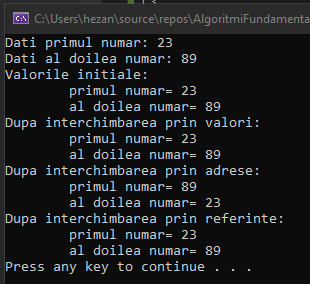 C:\Users\hezan\source\repos\AlgoritmiFundamenta
Dati primul numar: 23
Dati al doilea numar: 89
Valorile initiale:
        primul numar= 23
        al doilea numar= 89
Dupa interchimbarea prin valori:
        primul numar= 23
        al doilea numar= 89
Dupa interchimbarea prin adrese:
        primul numar= 89
        al doilea numar= 23
Dupa interchimbarea prin referinte:
        primul numar= 23
        al doilea numar= 89
Press any key to continue . . .